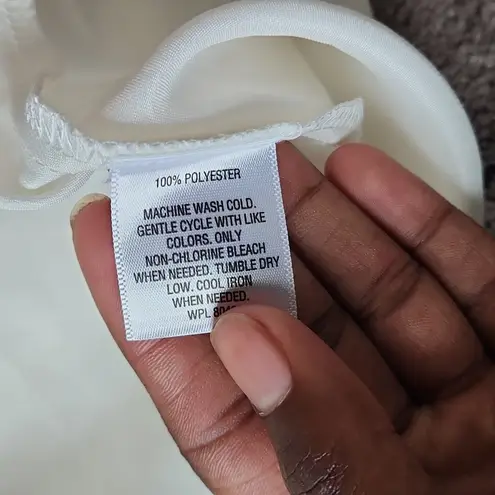 100% POLYESTER
MACHINE WASH COLD.
GENTLE CYCLE WITH LIKE
COLORS. ONLY
NON-CHLORINE BLEACH
WHEN NEEDED. TUMBLE DRY
LOW. COOL IRON
WHEN NEEDED.
WPL